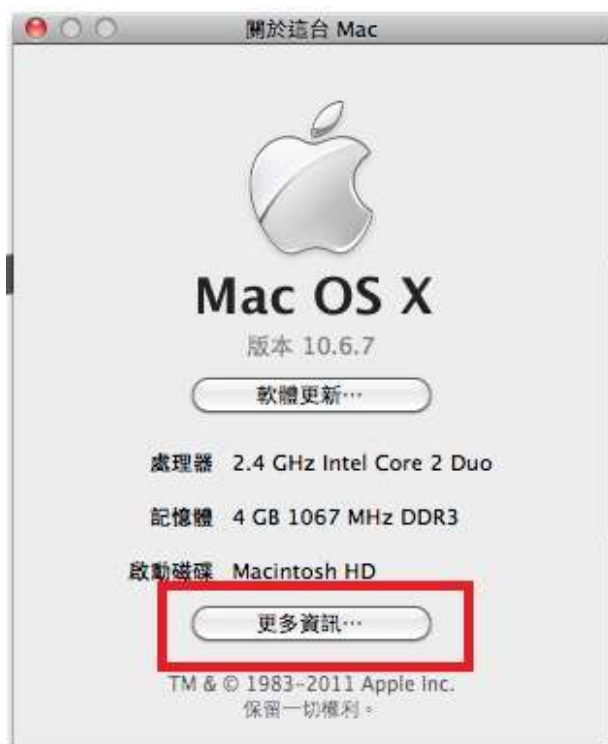 關於這台 Mac
Mac OS X
版本 10.6.7
軟體更新…
處理器 2.4 GHz Intel Core 2 Duo
記憶體 4 GB 1067 MHz DDR3
啟動磁碟 Macintosh HD
更多資訊…
TM & © 1983-2011 Apple Inc.
保留一切權利。